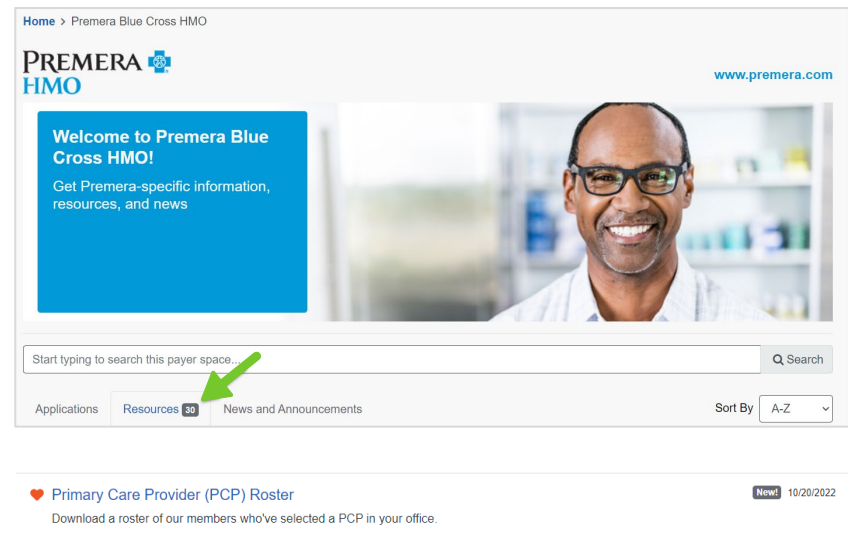 Home > Premera Blue Cross HMO
PREMERA
HMO
www.premera.com
Welcome to Premera Blue
Cross HMO!
Get Premera-specific information,
resources, and news
Start typing to search this payer space...
Search
Applications Resources 30 News and Announcements Sort By A-Z
Primary Care Provider (PCP) Roster New! 10/20/2022
Download a roster of our members who've selected a PCP in your office.